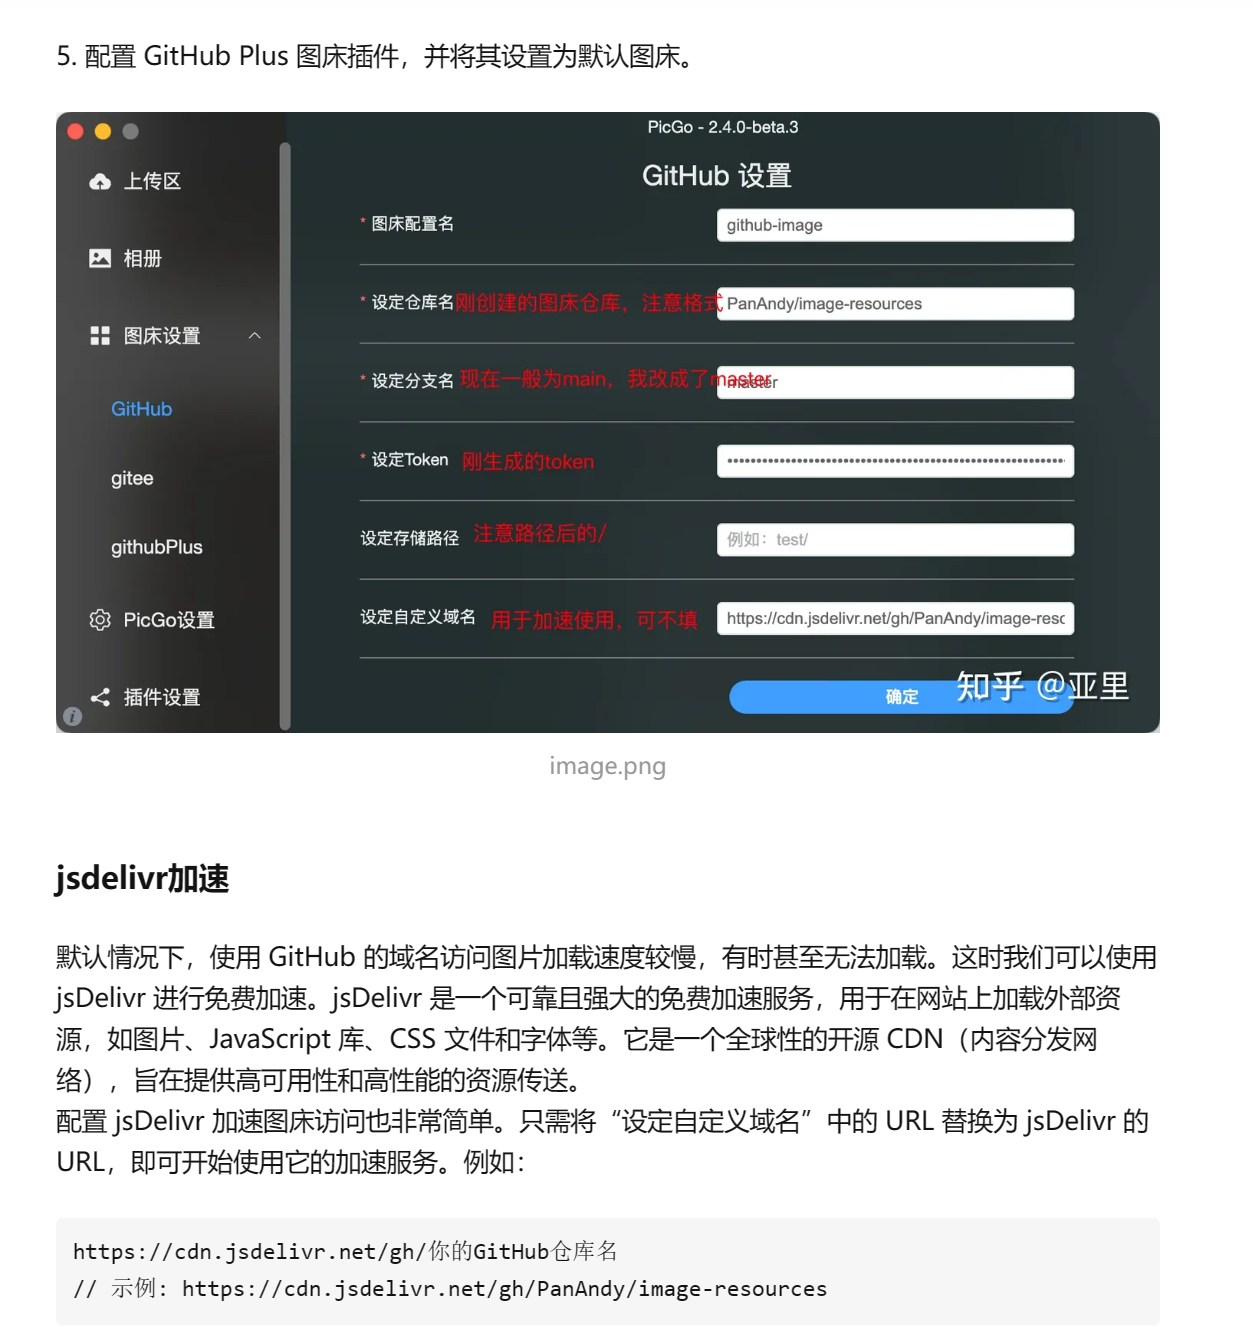 5. 配置 GitHub Plus 图床插件，并将其设置为默认图床。
PicGo - 2.4.0-beta.3
上传区
相册
图床设置
GitHub
gitee
githubPlus
PicGo设置
插件设置
GitHub 设置
* 图床配置名 github-image
* 设定仓库名 刚创建的图床仓库，注意格式 PanAndy/image-resources
* 设定分支名 现在一般为main，我改成了master master
* 设定Token 刚生成的token
设定存储路径 注意路径后的/ 例如：test/
设定自定义域名 用于加速使用，可不填 https://cdn.jsdelivr.net/gh/PanAndy/image-resc
确定
知乎 @亚里
image.png
jsdelivr加速
默认情况下，使用 GitHub 的域名访问图片加载速度较慢，有时甚至无法加载。这时我们可以使用
jsDelivr 进行免费加速。jsDelivr 是一个可靠且强大的免费加速服务，用于在网站上加载外部资
源，如图片、JavaScript 库、CSS 文件和字体等。它是一个全球性的开源 CDN（内容分发网
络），旨在提供高可用性和高性能的资源传送。
配置 jsDelivr 加速图床访问也非常简单。只需将“设定自定义域名”中的 URL 替换为 jsDelivr 的
URL，即可开始使用它的加速服务。例如：
https://cdn.jsdelivr.net/gh/你的GitHub仓库名
// 示例: https://cdn.jsdelivr.net/gh/PanAndy/image-resources